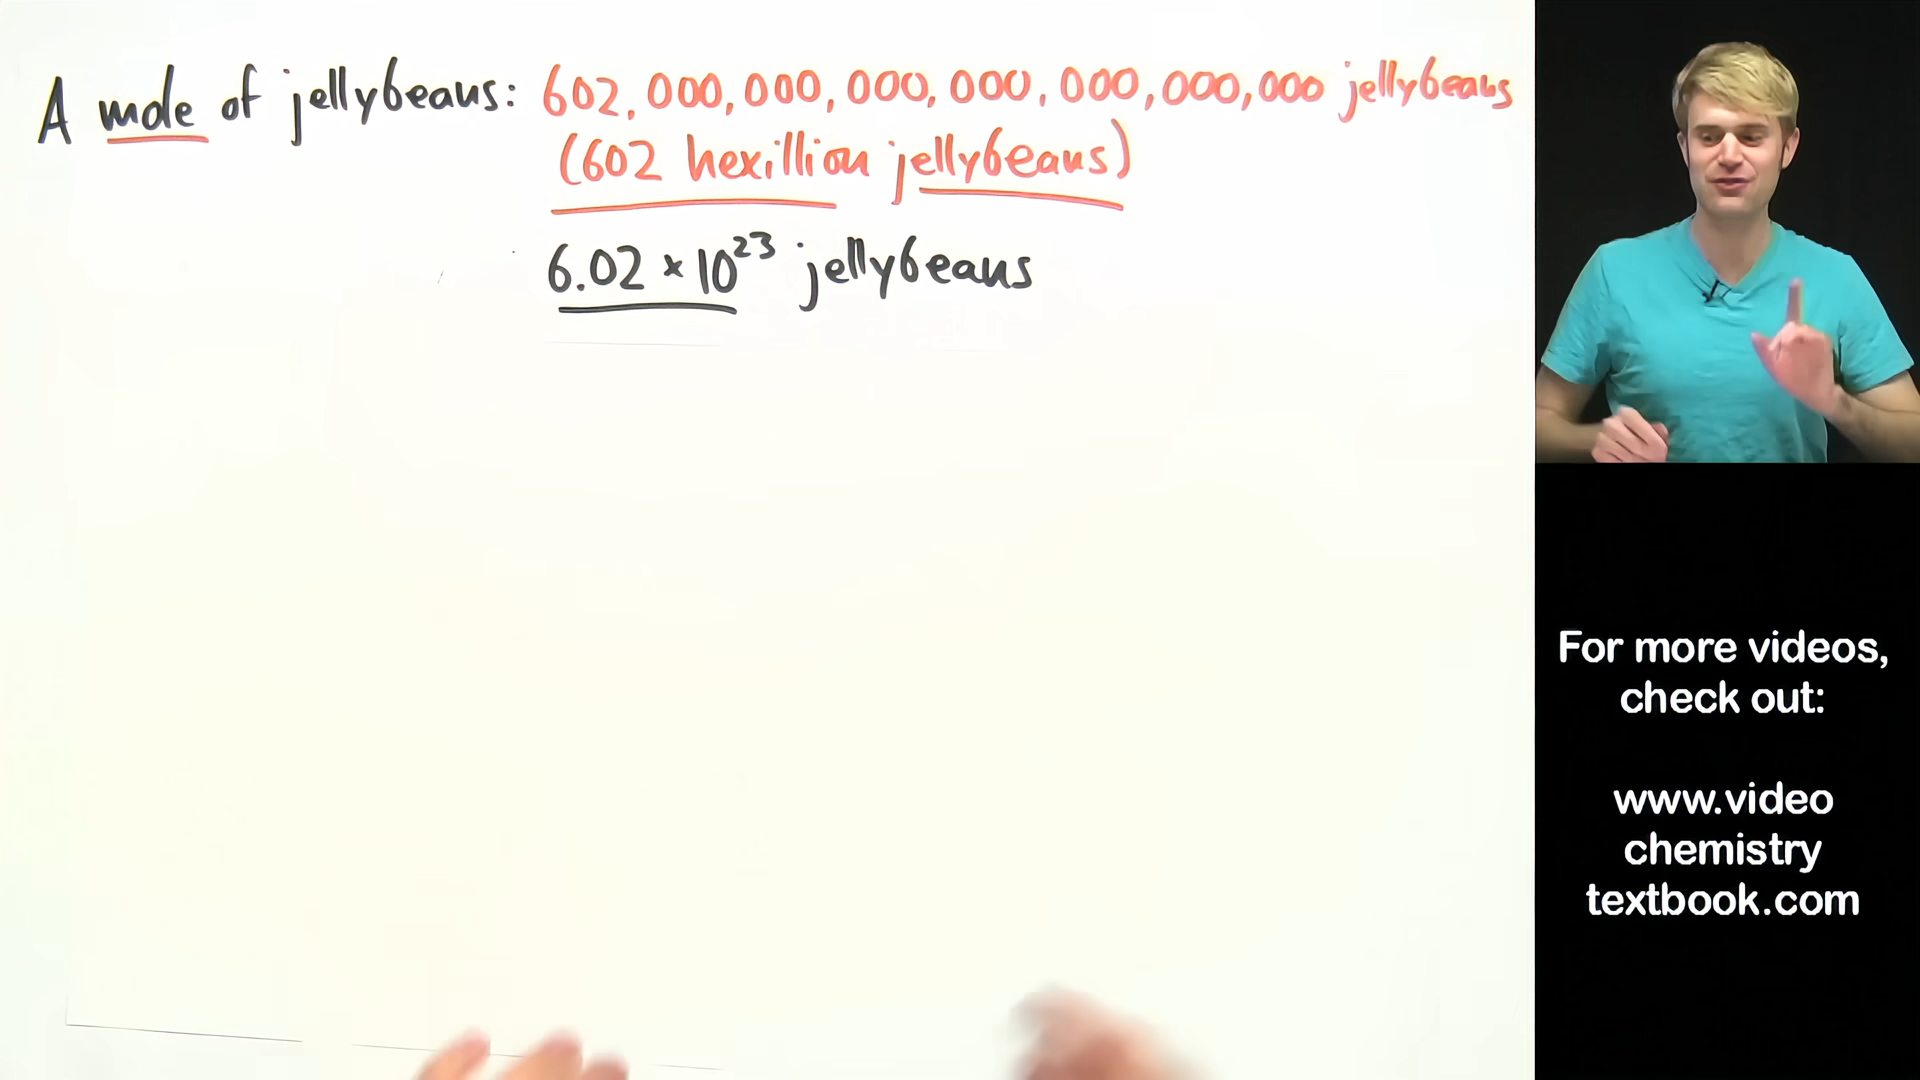 A mole of jellybeans: 602,000,000,000,000,000,000,000 jellybeans
(602 hexillion jellybeans)
6.02 × 10²³ jellybeans
For more videos,
check out:
www.video
chemistry
textbook.com